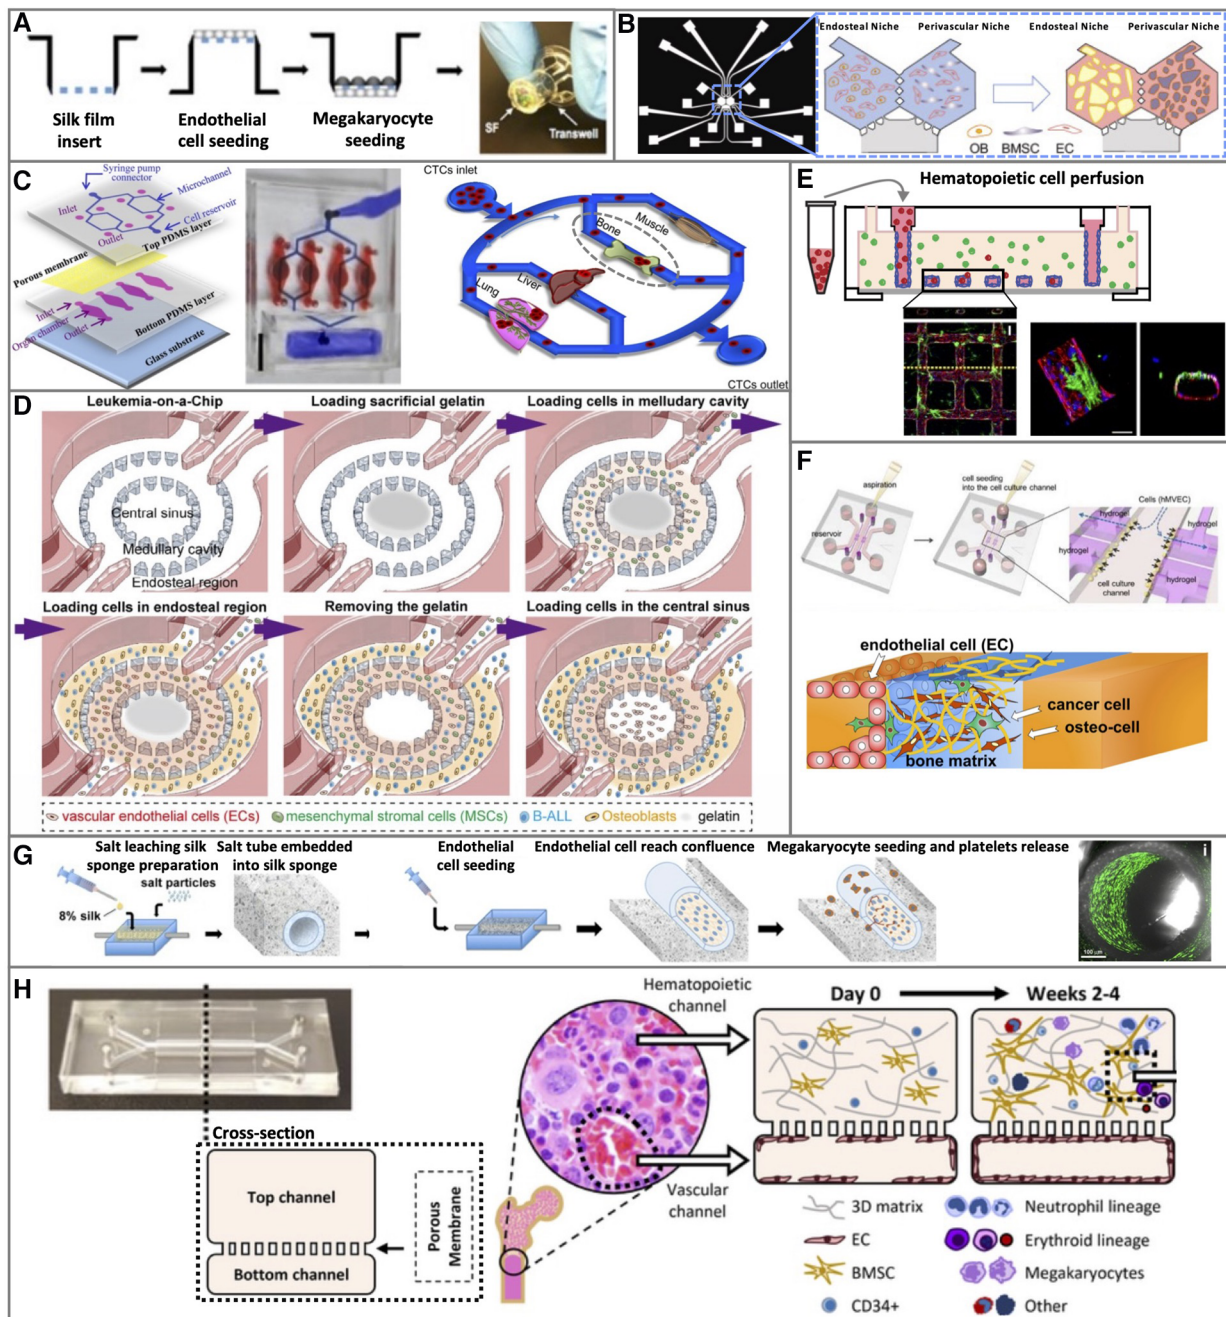 A
Silk film
insert
Endothelial
cell seeding
Megakaryocyte
seeding
SF
Transwell
B
Endosteal Niche
Perivascular Niche
Endosteal Niche
Perivascular Niche
OB
BMSC
EC
C
Syringe pump
connector
Microchannel
Inlet
Cell reservoir
Outlet
Top PDMS layer
Porous membrane
Inlet
Organ chamber
Outlet
Bottom PDMS layer
Glass substrate
CTCs inlet
Muscle
Bone
Liver
Lung
CTCs outlet
D
Leukemia-on-a-Chip
Loading sacrificial gelatin
Loading cells in melludary cavity
Central sinus
Medullary cavity
Endosteal region
Loading cells in endosteal region
Removing the gelatin
Loading cells in the central sinus
vascular endothelial cells (ECs)
mesenchymal stromal cells (MSCs)
B-ALL
Osteoblasts
gelatin
E
Hematopoietic cell perfusion
F
aspiration
reservoir
cell seeding
into the cell culture channel
Cells (hMVEC)
hydrogel
hydrogel
hydrogel
hydrogel
cell culture
channel
endothelial cell (EC)
cancer cell
osteo-cell
bone matrix
G
Salt leaching silk
sponge preparation
salt particles
8% silk
Salt tube embedded
into silk sponge
Endothelial
cell seeding
Endothelial cell reach confluence
Megakaryocyte seeding and platelets release
i
100 µm
H
Cross-section
Top channel
Bottom channel
Porous
Membrane
Hematopoietic
channel
Vascular
channel
Day 0
Weeks 2-4
3D matrix
EC
BMSC
CD34+
Neutrophil lineage
Erythroid lineage
Megakaryocytes
Other